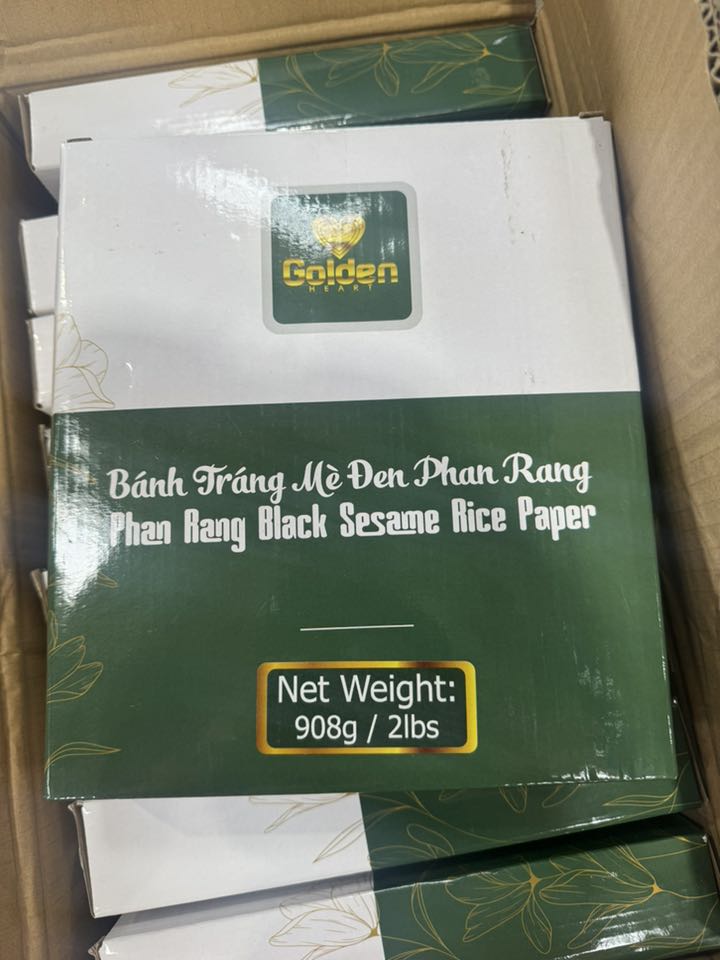 Golden
HEART
Bánh Tráng Mè Đen Phan Rang
Phan Rang Black Sesame Rice Paper
Net Weight:
908g / 2lbs